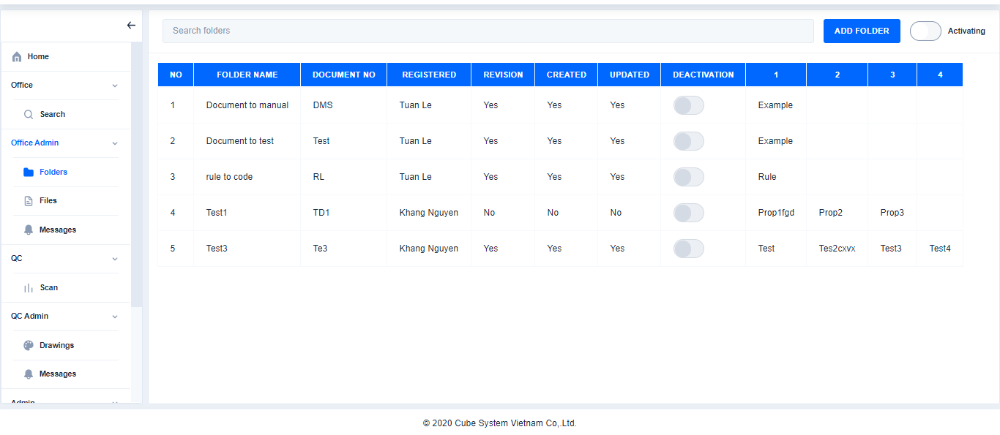 Search folders
ADD FOLDER
Activating
Home
Office
Search
Office Admin
Folders
Files
Messages
QC
Scan
QC Admin
Drawings
Messages
Admin
NO FOLDER NAME DOCUMENT NO REGISTERED REVISION CREATED UPDATED DEACTIVATION 1 2 3 4
1 Document to manual DMS Tuan Le Yes Yes Yes Example
2 Document to test Test Tuan Le Yes Yes Yes Example
3 rule to code RL Tuan Le Yes Yes Yes Rule
4 Test1 TD1 Khang Nguyen No No No Prop1fgd Prop2 Prop3
5 Test3 Te3 Khang Nguyen Yes Yes Yes Test Tes2cxvx Test3 Test4
© 2020 Cube System Vietnam Co,.Ltd.